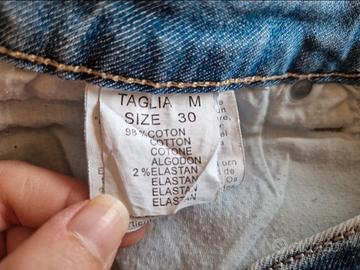 TAGLIA M
SIZE 30
98%COTON
COTTON
COTONE
ALGODON
2%ELASTAN
ELASTAN
ELASTAN
ELASTAN